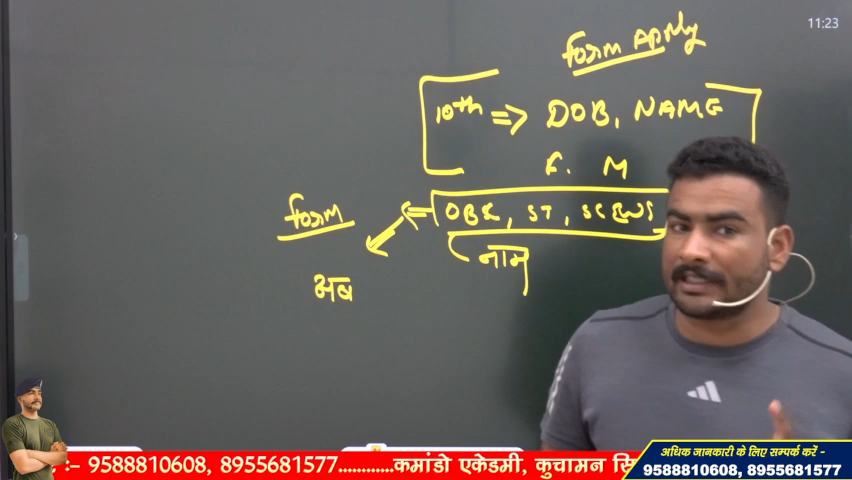 11:23
Form Apply
10th => DOB, NAME
F. M
Form <= OBC, ST, SC EWS
नाम
अब
:- 9588810608, 8955681577............कमांडो एकेडमी, कुचामन सि
अधिक जानकारी के लिए सम्पर्क करें -
9588810608, 8955681577